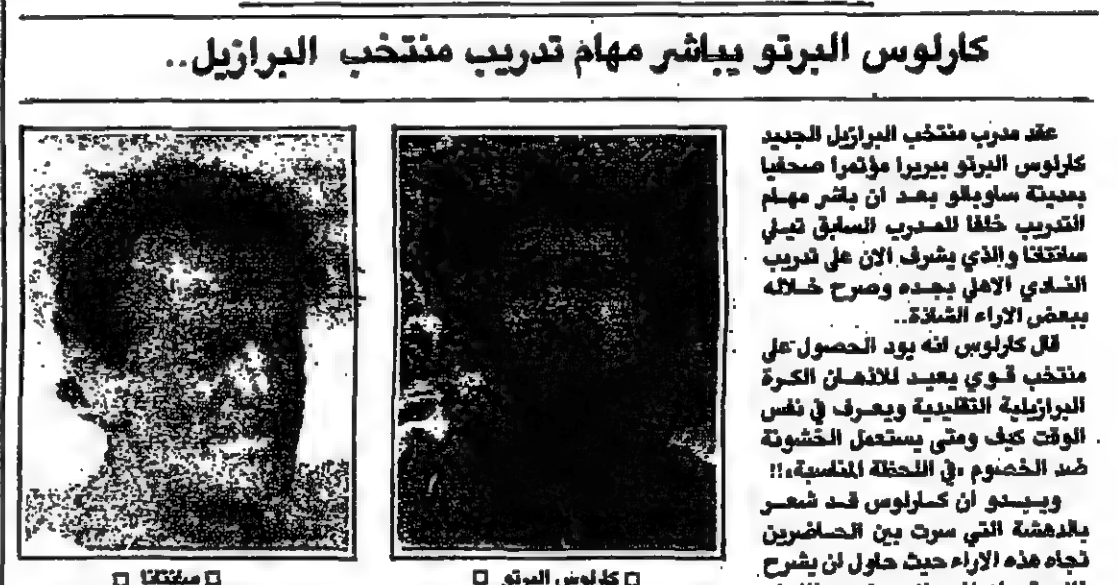 كارلوس البرتو يباشر مهام تدريب منتخب البرازيل..
عقد مدرب منتخب البرازيل الجديد
كارلوس البرتو بيريرا مؤتمرا صحفيا
بمدينة ساوبالو بعد ان باشر مهام
التدريب خلفا للمدرب السابق تيلي
سانتانا والذي يشرف الان على تدريب
النادي الاهلي بجده وصرح خلاله
ببعض الاراء الشاذة..
قال كارلوس انه يود الحصول على
منتخب قوي يعيد للاذهان الكرة
البرازيلية التقليدية ويعرف في نفس
الوقت كيف ومتى يستعمل الخشونة
ضد الخصوم «في اللحظة المناسبة»!!
ويبدو ان كارلوس قد شعر
بالدهشة التي سرت بين الحاضرين
تجاه هذه الاراء حيث حاول ان يشرح
□ كارلوس البرتو □
□ سانتانا □